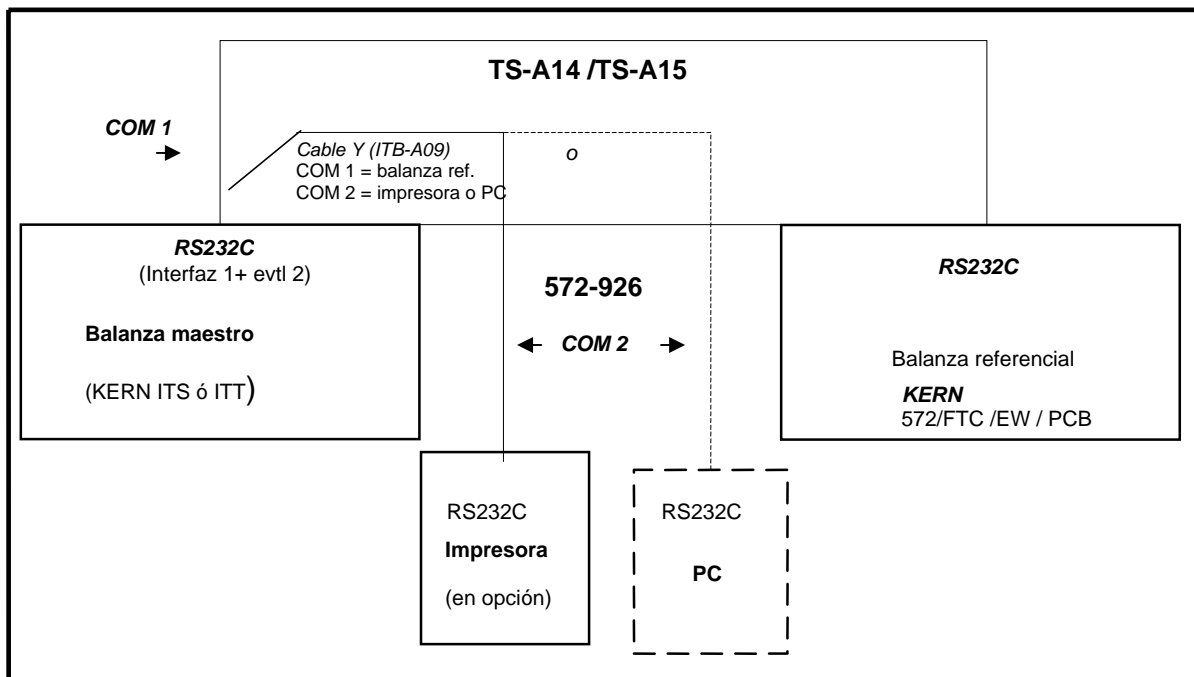 TS-A14 /TS-A15
COM 1
Cable Y (ITB-A09)
COM 1 = balanza ref.
COM 2 = impresora o PC
o
RS232C
(Interfaz 1+ evtl 2)
Balanza maestro
(KERN ITS ó ITT)
572-926
COM 2
RS232C
Balanza referencial
KERN
572/FTC /EW / PCB
RS232C
Impresora
(en opción)
RS232C
PC